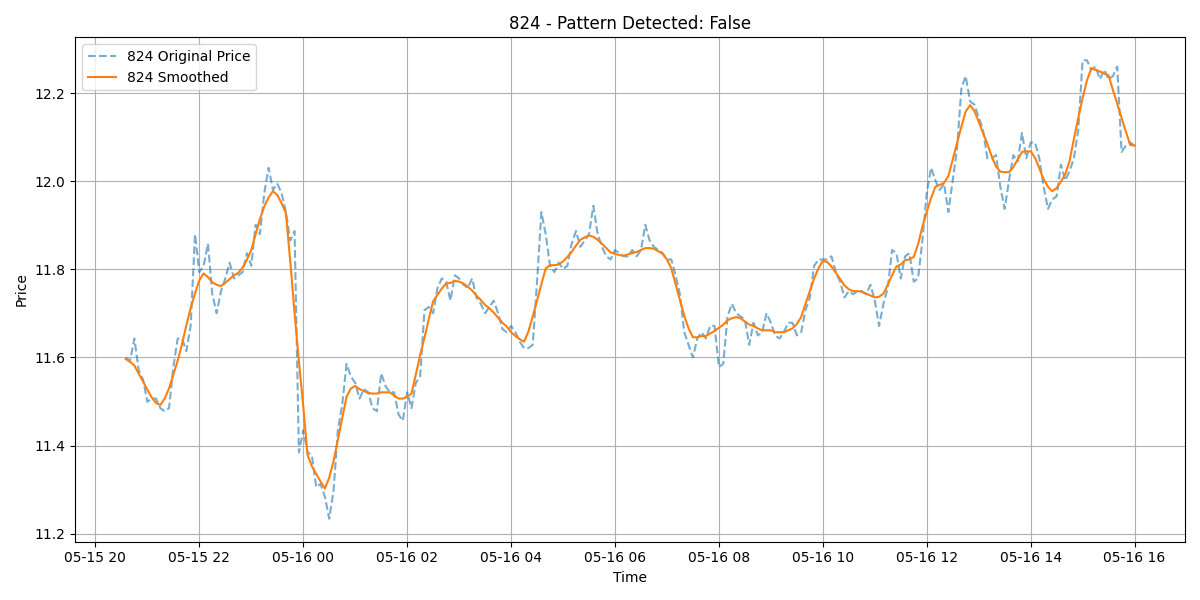 824 - Pattern Detected: False
824 Original Price
824 Smoothed
Price
12.2
12.0
11.8
11.6
11.4
11.2
05-15 20 05-15 22 05-16 00 05-16 02 05-16 04 05-16 06 05-16 08 05-16 10 05-16 12 05-16 14 05-16 16
Time